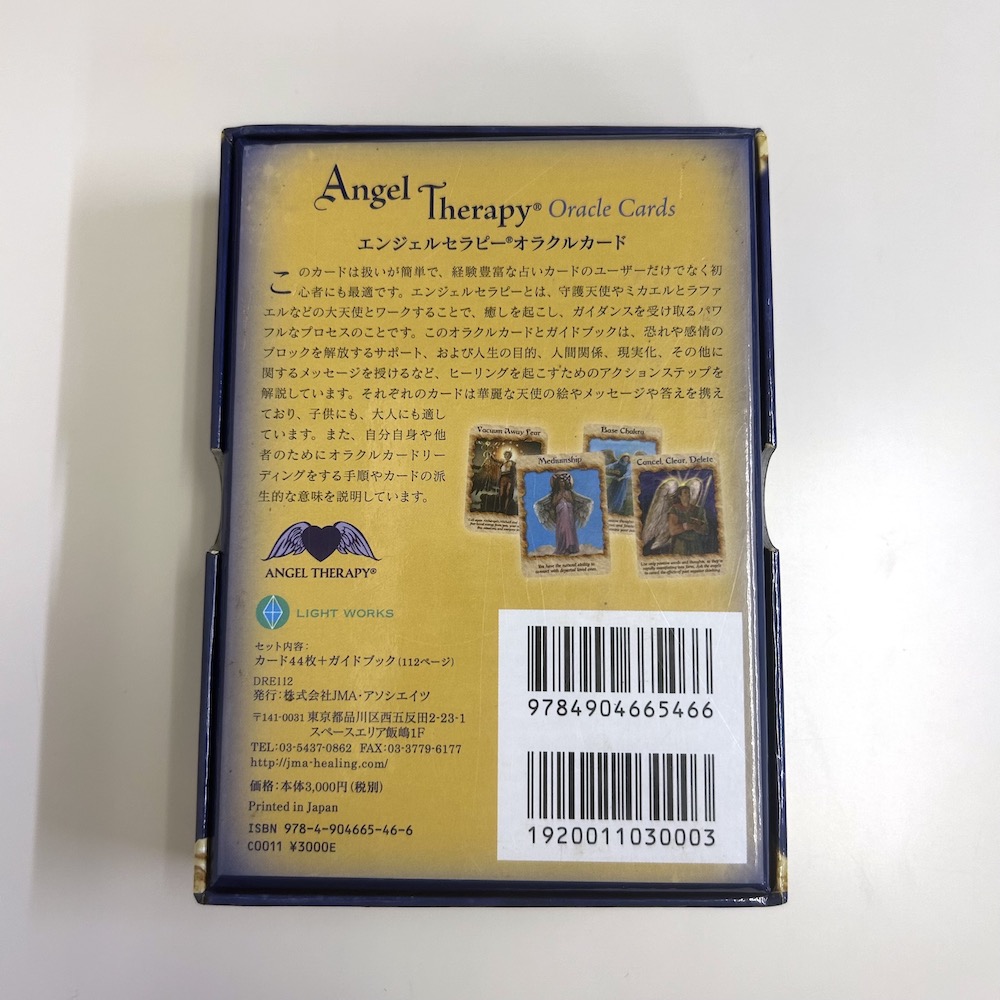 Angel Therapy® Oracle Cards
エンジェルセラピー®オラクルカード
このカードは扱いが簡単で、経験豊富な占いカードのユーザーだけでなく初
心者にも最適です。エンジェルセラピーとは、守護天使やミカエルとラファ
エルなどの大天使とワークすることで、癒しを起こし、ガイダンスを受け取るパワ
フルなプロセスのことです。このオラクルカードとガイドブックは、恐れや感情の
ブロックを解放するサポート、および人生の目的、人間関係、現実化、その他に
関するメッセージを授けるなど、ヒーリングを起こすためのアクションステップを
解説しています。それぞれのカードは華麗な天使の絵やメッセージや答えを携え
ており、子供にも、大人にも適し
ています。また、自分自身や他
者のためにオラクルカードリー
ディングをする手順やカードの派
生的な意味を説明しています。
Vacuum Away Fear
Base Chakra
Mediumship
Cancel, Clear, Delete
You have the natural ability to
connect with departed loved ones.
ANGEL THERAPY®
LIGHT WORKS
セット内容:
カード44枚+ガイドブック(112ページ)
DRE112
発行:株式会社JMA・アソシエイツ
〒141-0031 東京都品川区西五反田2-23-1
スペースエリア飯嶋1F
TEL:03-5437-0862 FAX:03-3779-6177
http://jma-healing.com/
価格:本体3,000円(税別)
Printed in Japan
ISBN 978-4-904665-46-6
C0011 ¥3000E
9784904665466
1920011030003